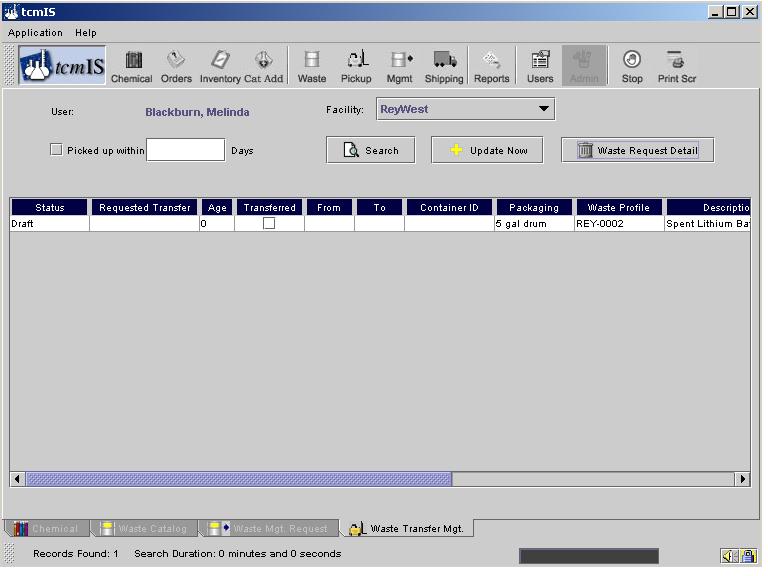 tcmIS
Application Help
tcmIS Chemical Orders Inventory Cat Add Waste Pickup Mgmt Shipping Reports Users Admin Stop Print Scr
User: Blackburn, Melinda Facility: ReyWest
Picked up within Days Search Update Now Waste Request Detail
Status Requested Transfer Age Transferred From To Container ID Packaging Waste Profile Descriptio
Draft 0 5 gal drum REY-0002 Spent Lithium Ba
Chemical Waste Catalog Waste Mgt. Request Waste Transfer Mgt.
Records Found: 1 Search Duration: 0 minutes and 0 seconds